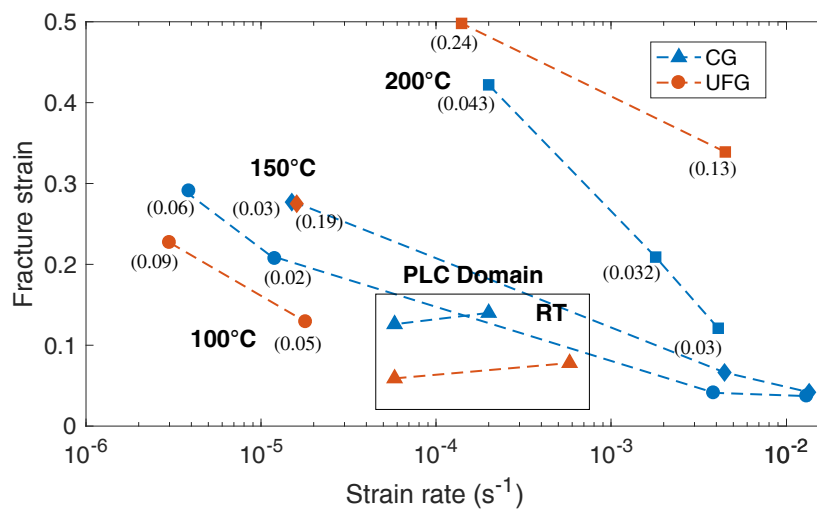 0.5
0.4
0.3
0.2
0.1
0
Fracture strain
10⁻⁶
10⁻⁵
10⁻⁴
10⁻³
10⁻²
Strain rate (s⁻¹)
CG
UFG
(0.24)
200°C
(0.043)
(0.13)
150°C
(0.06)
(0.03)
(0.19)
(0.09)
(0.02)
(0.032)
PLC Domain
RT
100°C
(0.05)
(0.03)